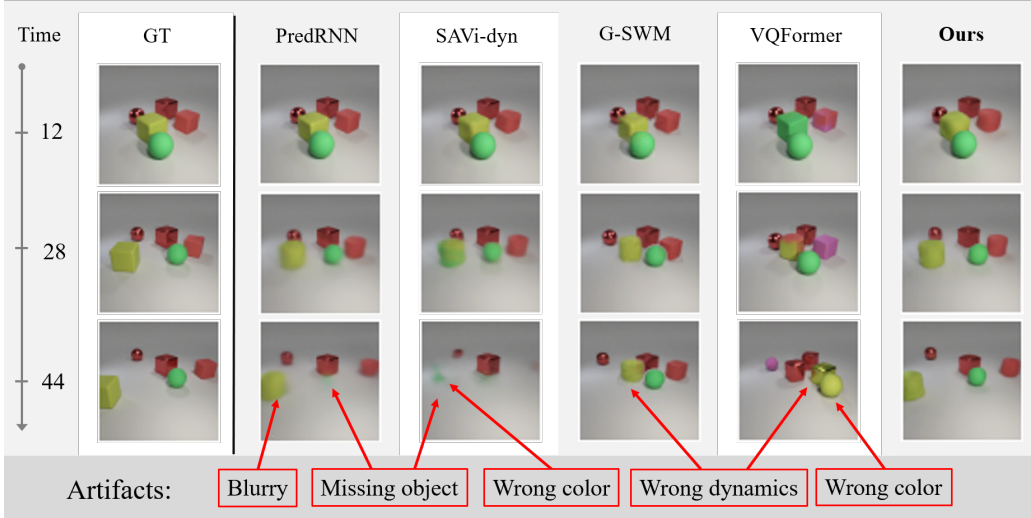 Time GT PredRNN SAVi-dyn G-SWM VQFormer Ours
12
28
44
Artifacts: Blurry Missing object Wrong color Wrong dynamics Wrong color